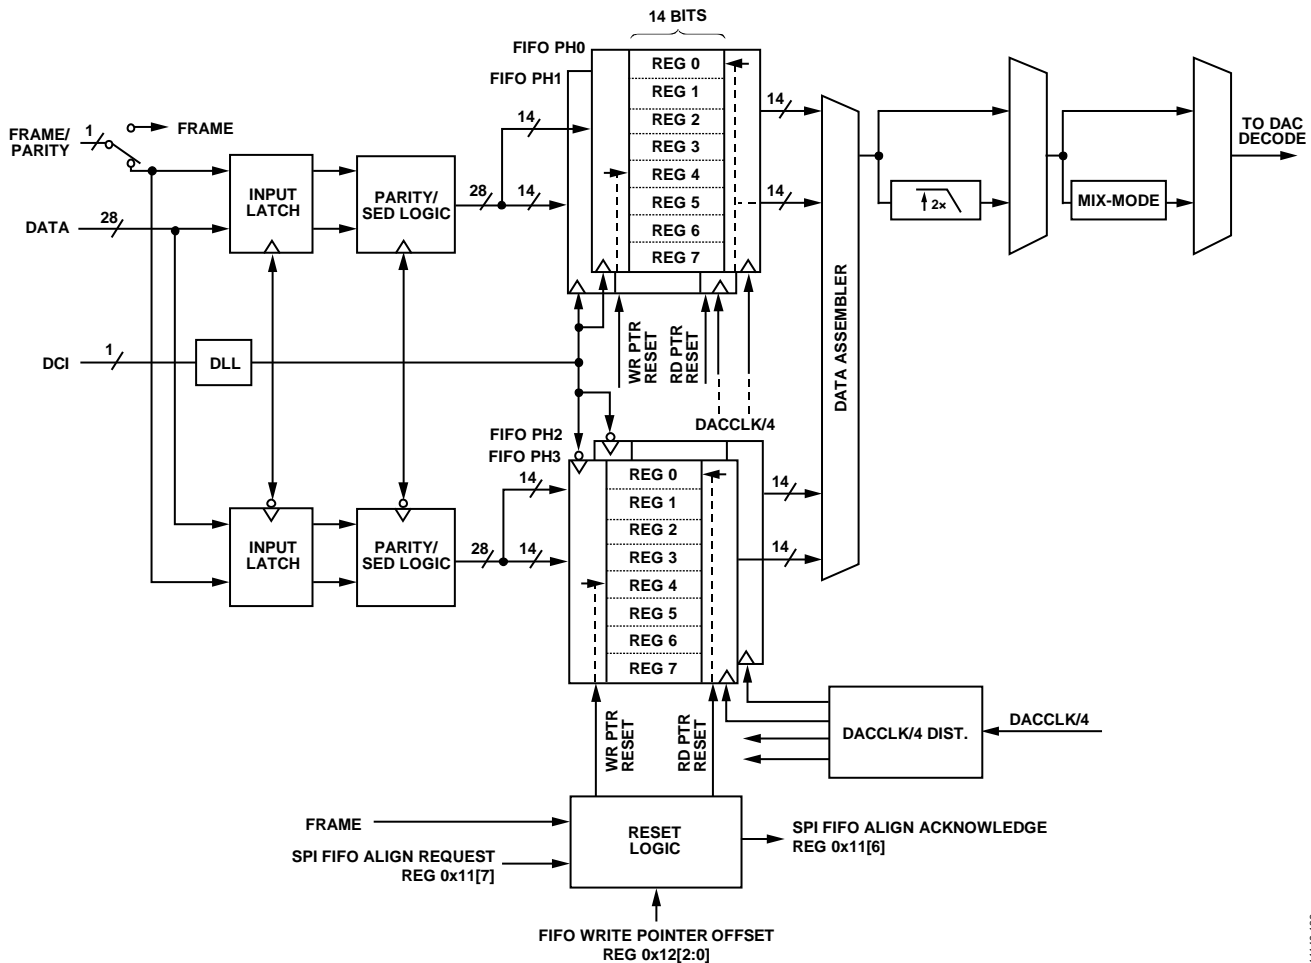 14 BITS
FIFO PH0
FIFO PH1
REG 0
REG 1
REG 2
REG 3
REG 4
REG 5
REG 6
REG 7
FRAME/
PARITY
1
FRAME
DATA
28
INPUT
LATCH
PARITY/
SED LOGIC
28
14
14
14
14
2×
MIX-MODE
TO DAC
DECODE
DCI
1
DLL
WR PTR
RESET
RD PTR
RESET
DACCLK/4
DATA ASSEMBLER
FIFO PH2
FIFO PH3
REG 0
REG 1
REG 2
REG 3
REG 4
REG 5
REG 6
REG 7
INPUT
LATCH
PARITY/
SED LOGIC
28
14
14
14
14
WR PTR
RESET
RD PTR
RESET
DACCLK/4 DIST.
DACCLK/4
FRAME
SPI FIFO ALIGN REQUEST
REG 0x11[7]
RESET
LOGIC
SPI FIFO ALIGN ACKNOWLEDGE
REG 0x11[6]
FIFO WRITE POINTER OFFSET
REG 0x12[2:0]